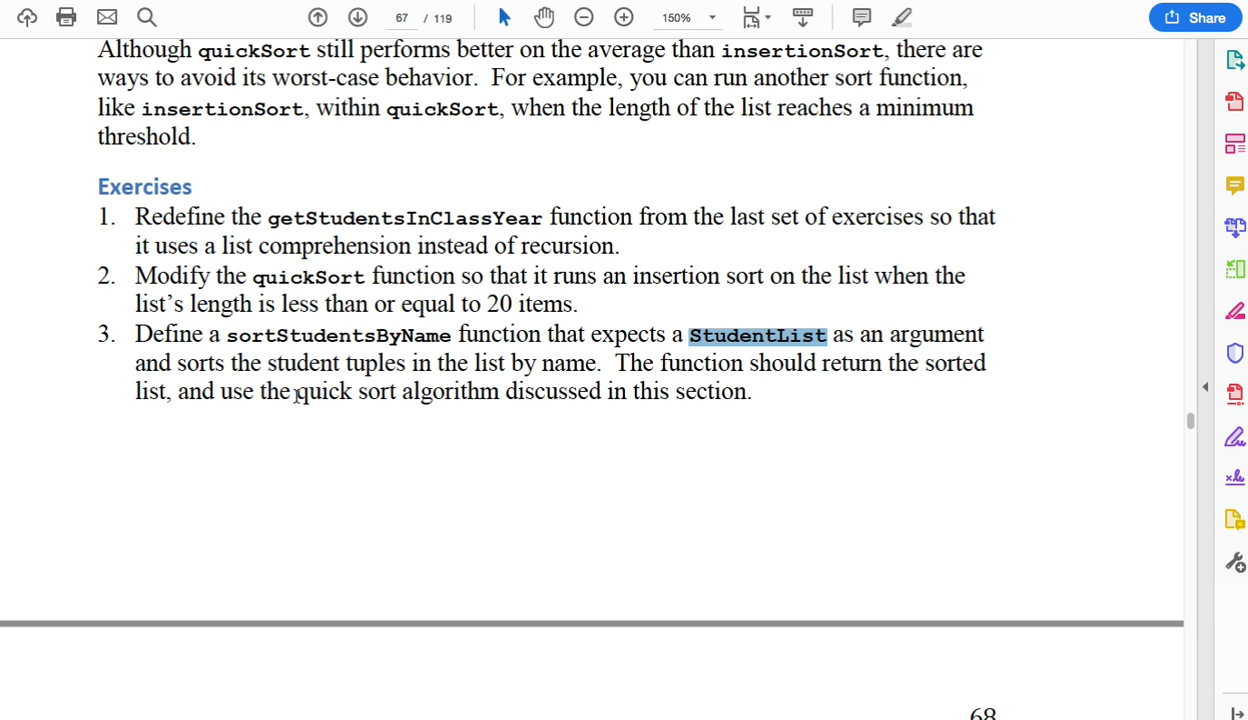 67 / 119
150%
Share
Although quickSort still performs better on the average than insertionSort, there are
ways to avoid its worst-case behavior.  For example, you can run another sort function,
like insertionSort, within quickSort, when the length of the list reaches a minimum
threshold.
Exercises
1. Redefine the getStudentsInClassYear function from the last set of exercises so that
it uses a list comprehension instead of recursion.
2. Modify the quickSort function so that it runs an insertion sort on the list when the
list’s length is less than or equal to 20 items.
3. Define a sortStudentsByName function that expects a StudentList as an argument
and sorts the student tuples in the list by name.  The function should return the sorted
list, and use the quick sort algorithm discussed in this section.
68